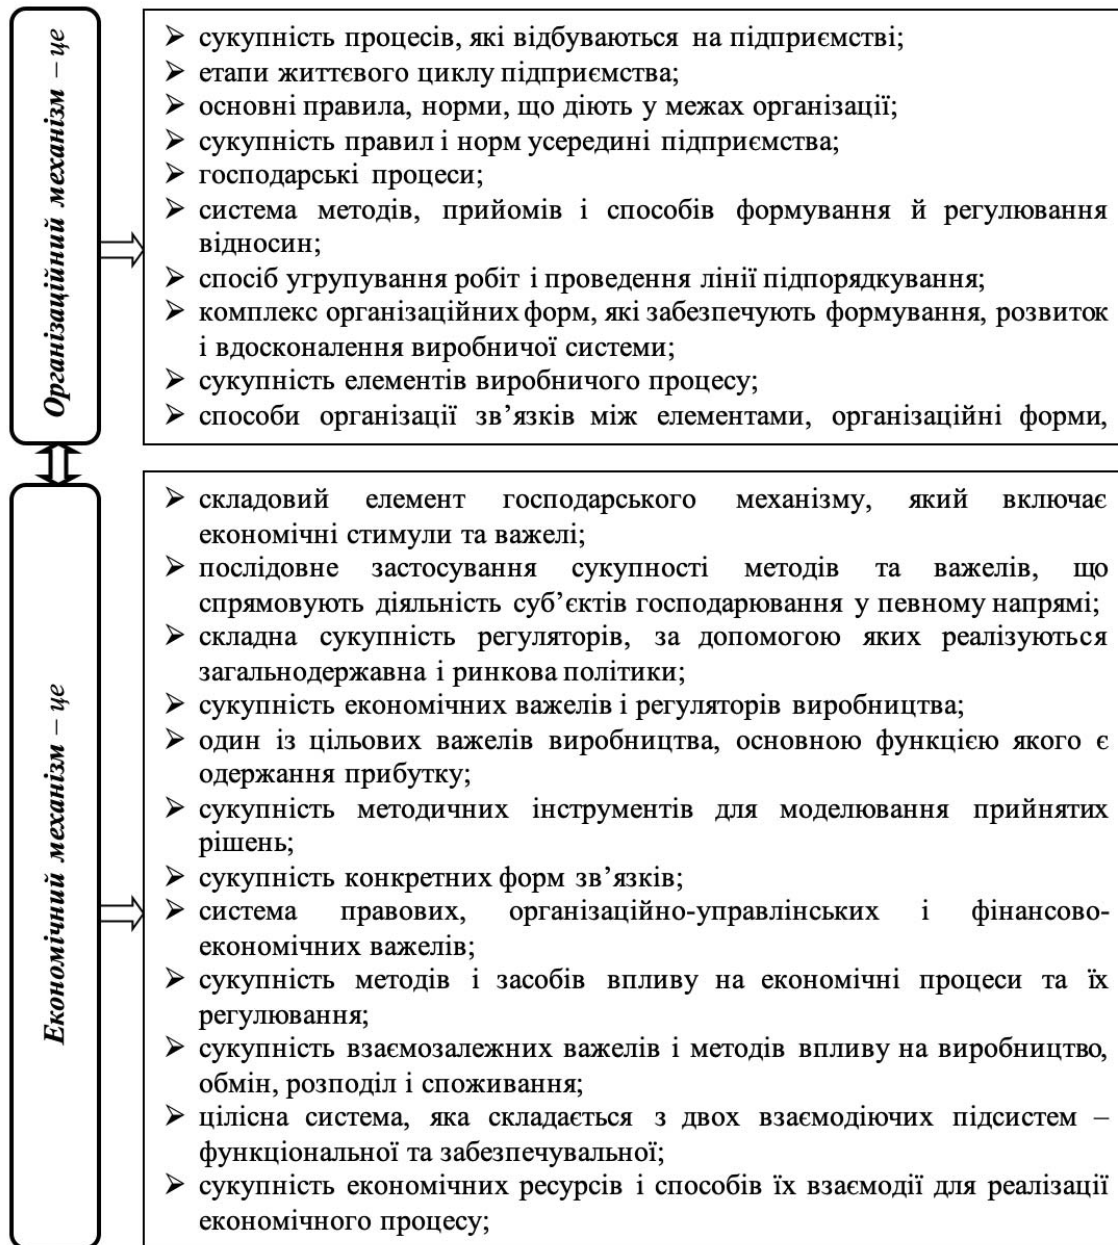 Організаційний механізм – це
➢ сукупність процесів, які відбуваються на підприємстві;
➢ етапи життєвого циклу підприємства;
➢ основні правила, норми, що діють у межах організації;
➢ сукупність правил і норм усередині підприємства;
➢ господарські процеси;
➢ система методів, прийомів і способів формування й регулювання
відносин;
➢ спосіб угрупування робіт і проведення лінії підпорядкування;
➢ комплекс організаційних форм, які забезпечують формування, розвиток
і вдосконалення виробничої системи;
➢ сукупність елементів виробничого процесу;
➢ способи організації зв’язків між елементами, організаційні форми,
Економічний механізм – це
➢ складовий елемент господарського механізму, який включає
економічні стимули та важелі;
➢ послідовне застосування сукупності методів та важелів, що
спрямовують діяльність суб’єктів господарювання у певному напрямі;
➢ складна сукупність регуляторів, за допомогою яких реалізуються
загальнодержавна і ринкова політики;
➢ сукупність економічних важелів і регуляторів виробництва;
➢ один із цільових важелів виробництва, основною функцією якого є
одержання прибутку;
➢ сукупність методичних інструментів для моделювання прийнятих
рішень;
➢ сукупність конкретних форм зв’язків;
➢ система правових, організаційно-управлінських і фінансово-
економічних важелів;
➢ сукупність методів і засобів впливу на економічні процеси та їх
регулювання;
➢ сукупність взаємозалежних важелів і методів впливу на виробництво,
обмін, розподіл і споживання;
➢ цілісна система, яка складається з двох взаємодіючих підсистем –
функціональної та забезпечувальної;
➢ сукупність економічних ресурсів і способів їх взаємодії для реалізації
економічного процесу;